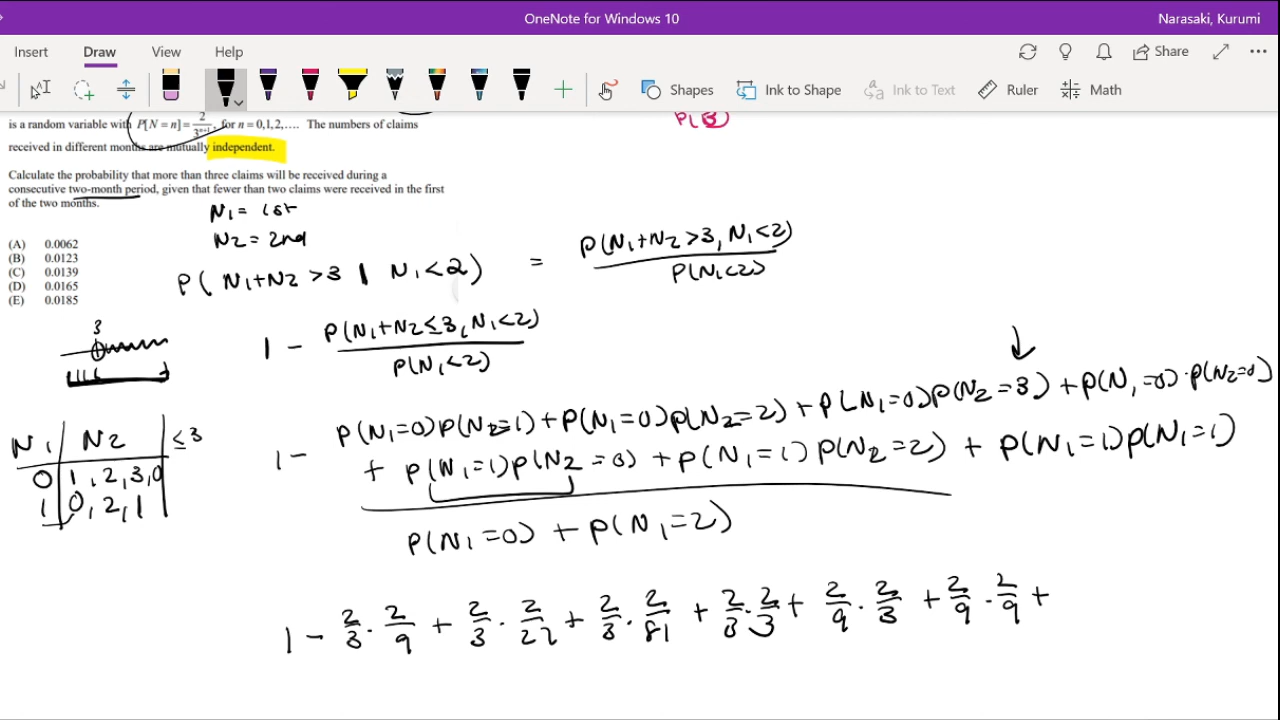 OneNote for Windows 10
Narasaki, Kurumi
Insert Draw View Help
Share
Shapes Ink to Shape Ink to Text Ruler Math
is a random variable with P[N = n] = 2/3^{n+1}, for n = 0,1,2,.... The numbers of claims
received in different months are mutually independent.
Calculate the probability that more than three claims will be received during a
consecutive two-month period, given that fewer than two claims were received in the first
of the two months.
N1 = 1st
N2 = 2nd
(A) 0.0062
(B) 0.0123
(C) 0.0139
(D) 0.0165
(E) 0.0185
P( N1+N2 >3 | N1<2) = P(N1+N2 >3, N1<2) / P(N1<2)
3
1 - P(N1+N2≤3, N1<2) / P(N1<2)
N1 | N2 | ≤3
0 | 1, 2, 3, 0
1 | 0, 2, 1
1 - P(N1=0)P(N2=1) + P(N1=0)P(N2=2) + P(N1=0)P(N2=3) + P(N1=0)·P(N2=0)
+ P(N1=1)P(N2=0) + P(N1=1)P(N2=2) + P(N1=1)P(N1=1)
P(N1=0) + P(N1=2)
1 - 2/3 · 2/9 + 2/3 · 2/27 + 2/3 · 2/81 + 2/3 · 2/3 + 2/9 · 2/3 + 2/9 · 2/9 +